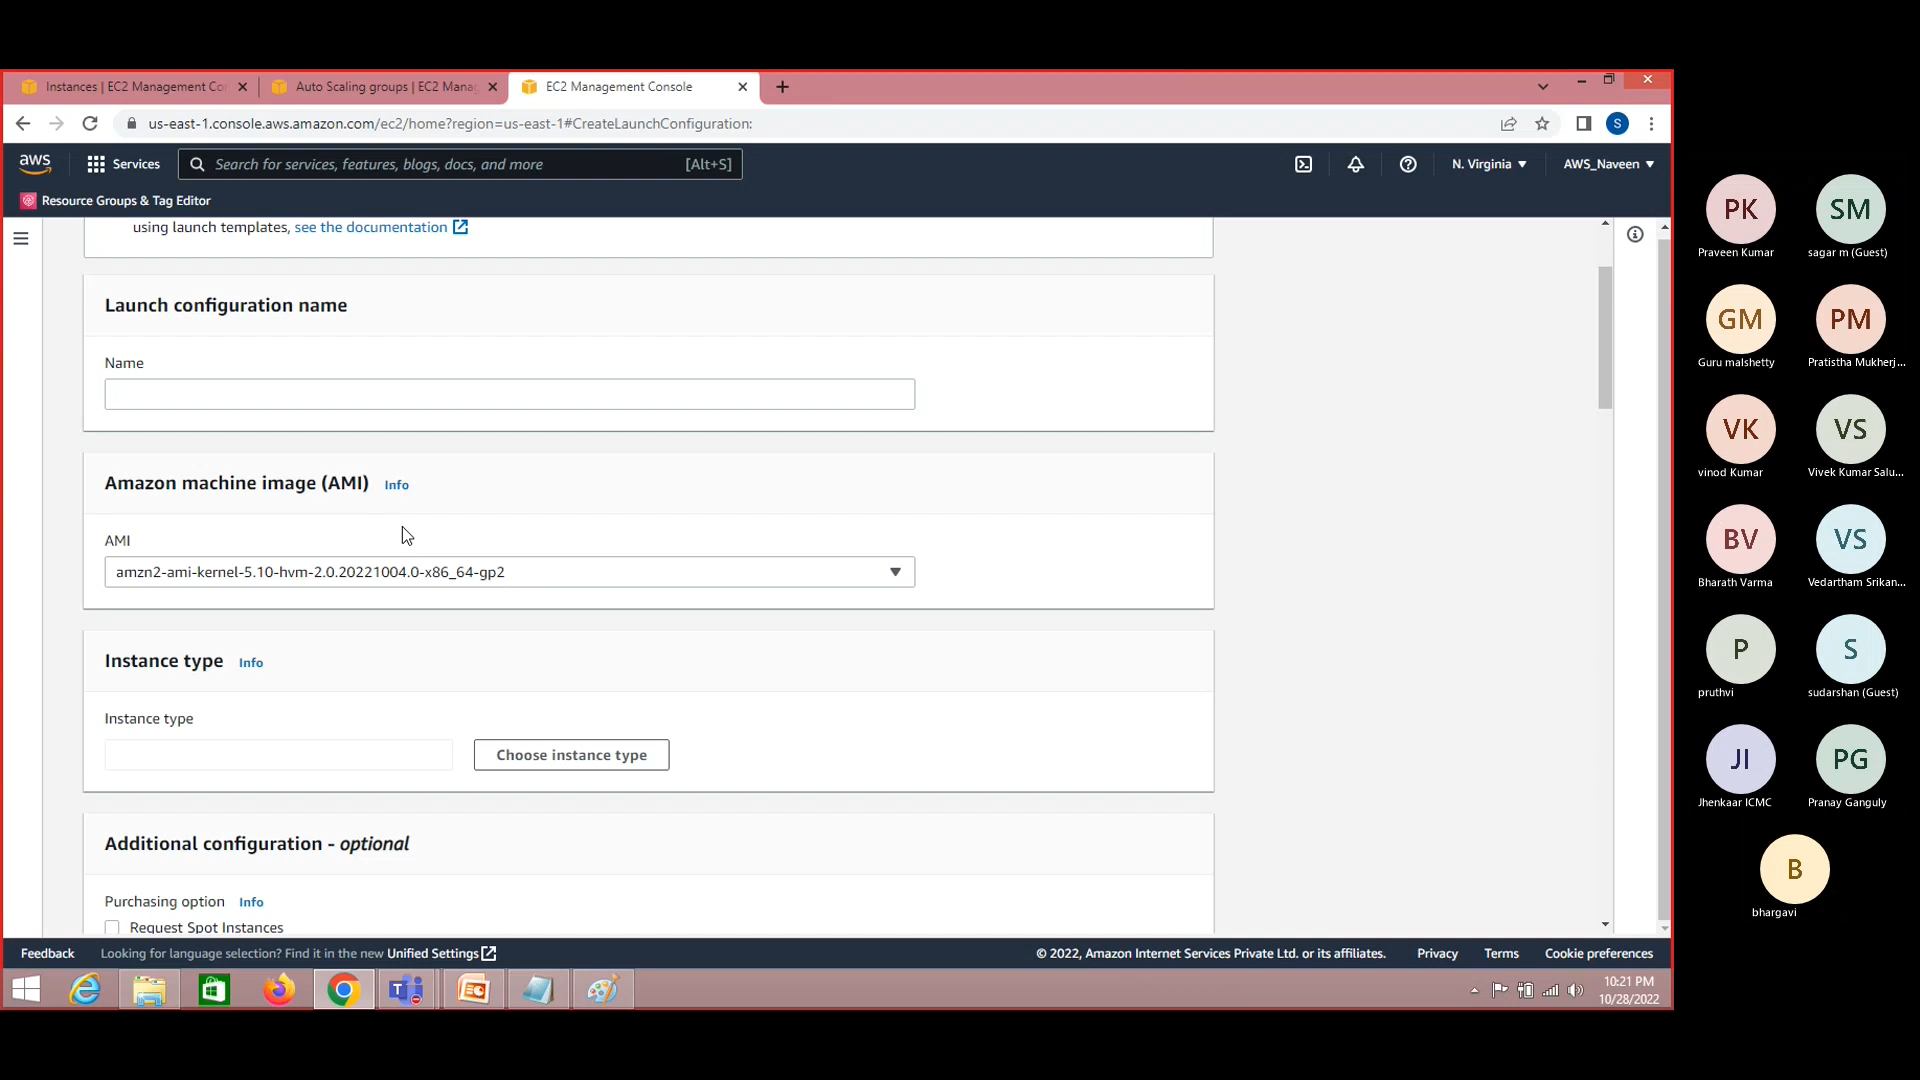 Instances | EC2 Management Co
Auto Scaling groups | EC2 Mana
EC2 Management Console
us-east-1.console.aws.amazon.com/ec2/home?region=us-east-1#CreateLaunchConfiguration:
S
aws
Services
Search for services, features, blogs, docs, and more
[Alt+S]
N. Virginia
AWS_Naveen
Resource Groups & Tag Editor
using launch templates, see the documentation
Launch configuration name
Name
Amazon machine image (AMI) Info
AMI
amzn2-ami-kernel-5.10-hvm-2.0.20221004.0-x86_64-gp2
Instance type Info
Instance type
Choose instance type
Additional configuration - optional
Purchasing option Info
Request Spot Instances
Feedback
Looking for language selection? Find it in the new Unified Settings
© 2022, Amazon Internet Services Private Ltd. or its affiliates.
Privacy
Terms
Cookie preferences
10:21 PM
10/28/2022
PK
Praveen Kumar
SM
sagar m (Guest)
GM
Guru malshetty
PM
Pratistha Mukherj...
VK
vinod Kumar
VS
Vivek Kumar Salu...
BV
Bharath Varma
VS
Vedartham Srikan...
P
pruthvi
S
sudarshan (Guest)
JI
Jhenkaar ICMC
PG
Pranay Ganguly
B
bhargavi